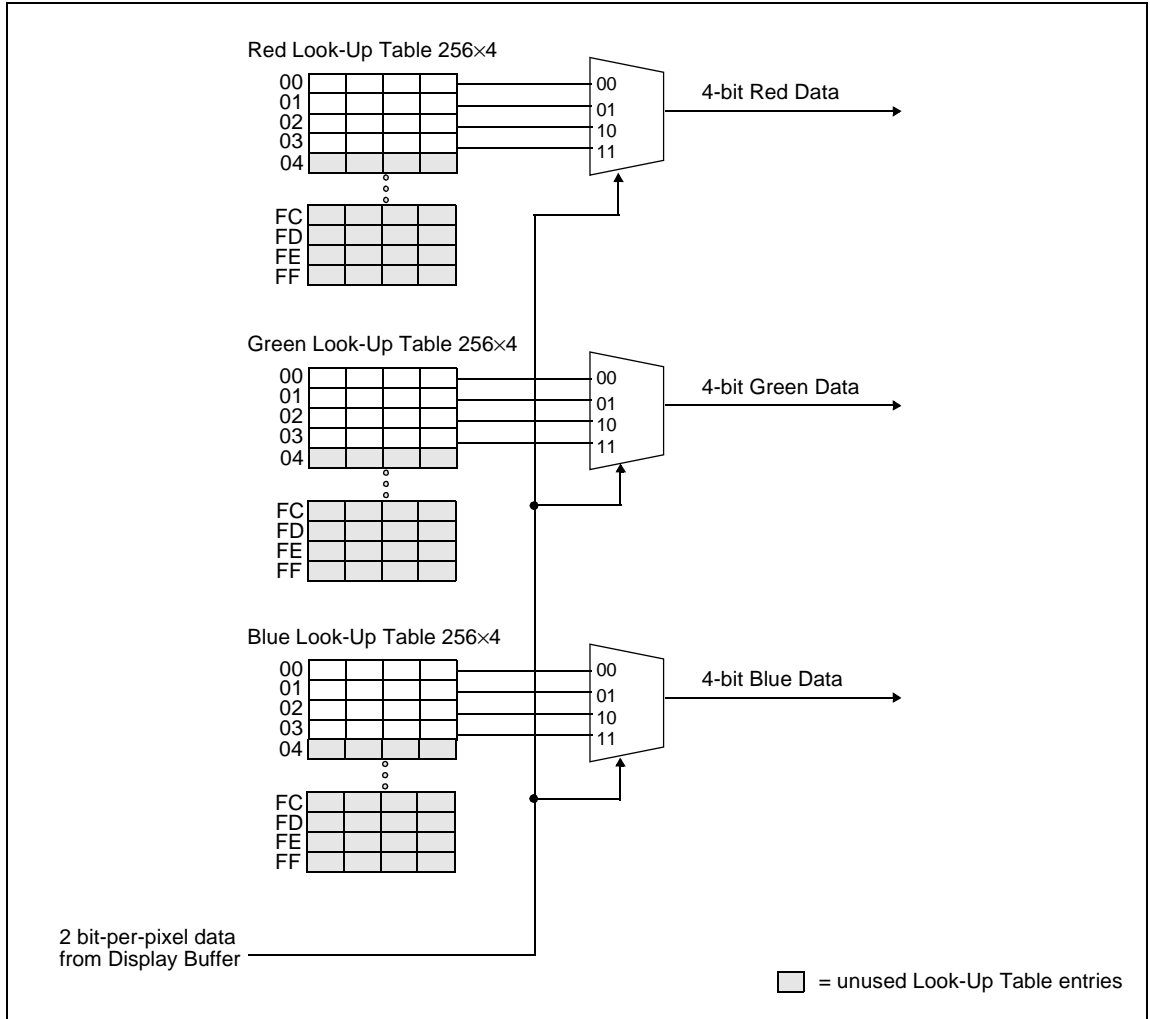 Red Look-Up Table 256×4
00
01
02
03
04
FC
FD
FE
FF
00
01
10
11
4-bit Red Data
Green Look-Up Table 256×4
00
01
02
03
04
FC
FD
FE
FF
00
01
10
11
4-bit Green Data
Blue Look-Up Table 256×4
00
01
02
03
04
FC
FD
FE
FF
00
01
10
11
4-bit Blue Data
2 bit-per-pixel data
from Display Buffer
= unused Look-Up Table entries